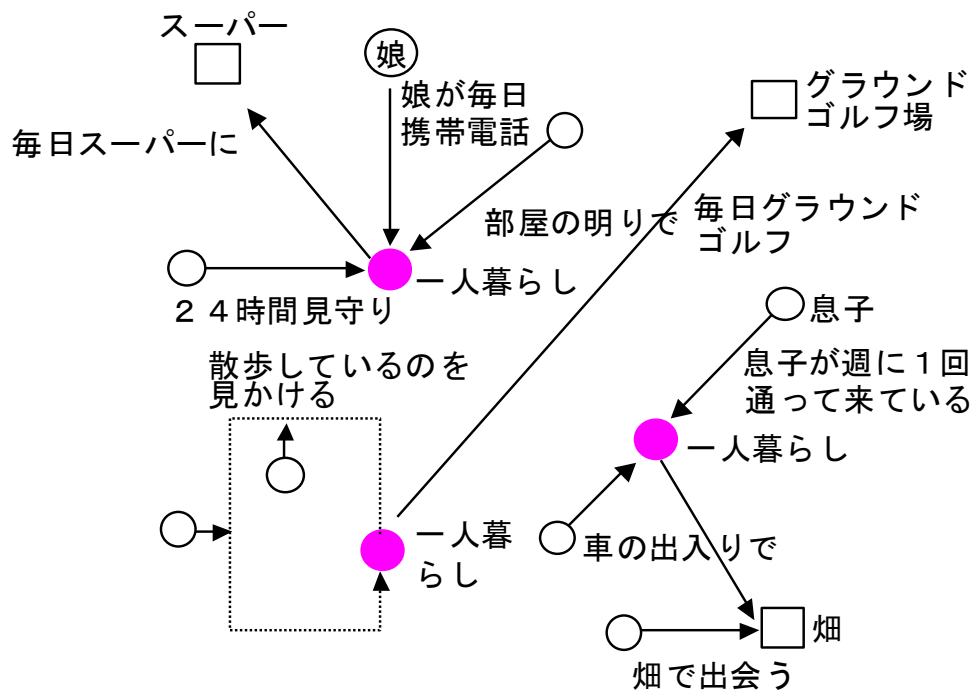 スーパー
娘
娘が毎日
携帯電話
グラウンド
ゴルフ場
毎日スーパーに
部屋の明りで
毎日グラウンド
ゴルフ
一人暮らし
２４時間見守り
息子
散歩しているのを
見かける
息子が週に１回
通って来ている
一人暮らし
一人暮
らし
車の出入りで
畑
畑で出会う